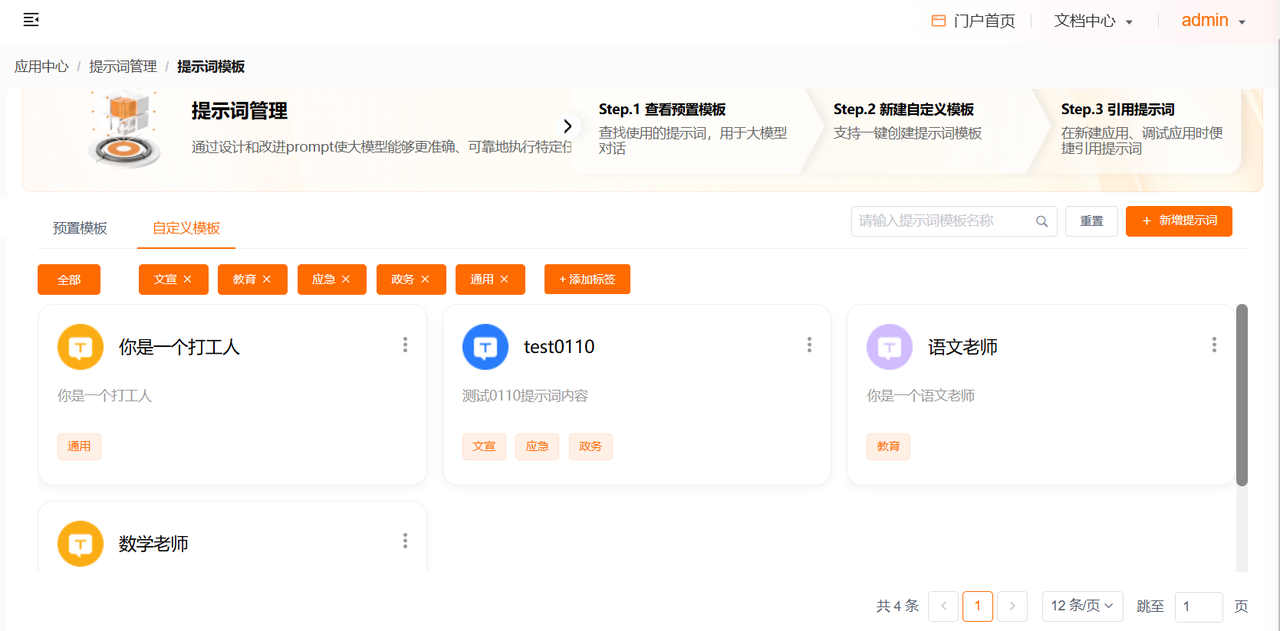 门户首页
文档中心
admin
应用中心 / 提示词管理 / 提示词模板
提示词管理
通过设计和改进prompt使大模型能够更准确、可靠地执行特定任
Step.1 查看预置模板
查找使用的提示词，用于大模型
对话
Step.2 新建自定义模板
支持一键创建提示词模板
Step.3 引用提示词
在新建应用、调试应用时便
捷引用提示词
预置模板
自定义模板
请输入提示词模板名称
重置
+ 新增提示词
全部
文宣 ×
教育 ×
应急 ×
政务 ×
通用 ×
+ 添加标签
你是一个打工人
你是一个打工人
通用
test0110
测试0110提示词内容
文宣
应急
政务
语文老师
你是一个语文老师
教育
数学老师
共 4 条
1
12 条/页
跳至
1
页